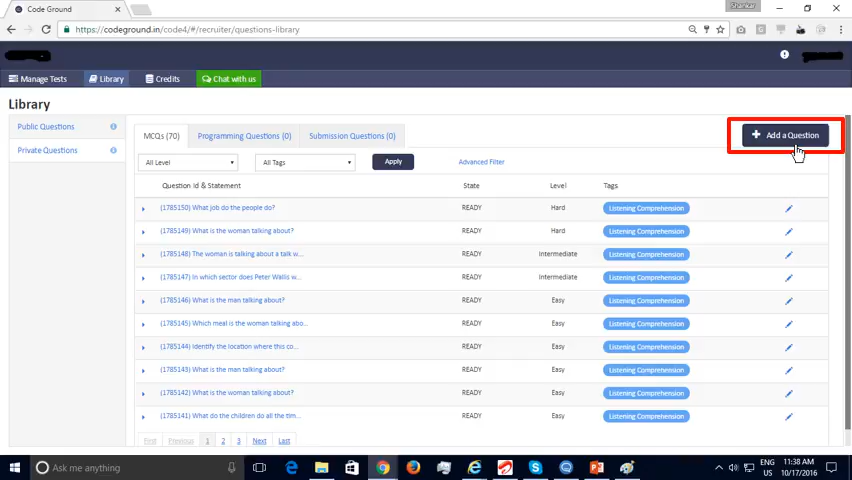 Code Ground
Shankar
https://codeground.in/code4/#/recruiter/questions-library
Manage Tests
Library
Credits
Chat with us
Library
Public Questions
Private Questions
MCQs (70)
Programming Questions (0)
Submission Questions (0)
+ Add a Question
All Level
All Tags
Apply
Advanced Filter
Question Id & Statement State Level Tags
(1785150) What job do the people do? READY Hard Listening Comprehension
(1785149) What is the woman talking about? READY Hard Listening Comprehension
(1785148) The woman is talking about a talk w... READY Intermediate Listening Comprehension
(1785147) In which sector does Peter Wallis w... READY Intermediate Listening Comprehension
(1785146) What is the man talking about? READY Easy Listening Comprehension
(1785145) Which meal is the woman talking abo... READY Easy Listening Comprehension
(1785144) Identify the location where this co... READY Easy Listening Comprehension
(1785143) What is the man talking about? READY Easy Listening Comprehension
(1785142) What is the woman talking about? READY Easy Listening Comprehension
(1785141) What do the children do all the tim... READY Easy Listening Comprehension
First Previous 1 2 3 Next Last
Ask me anything
ENG
US
11:38 AM
10/17/2016